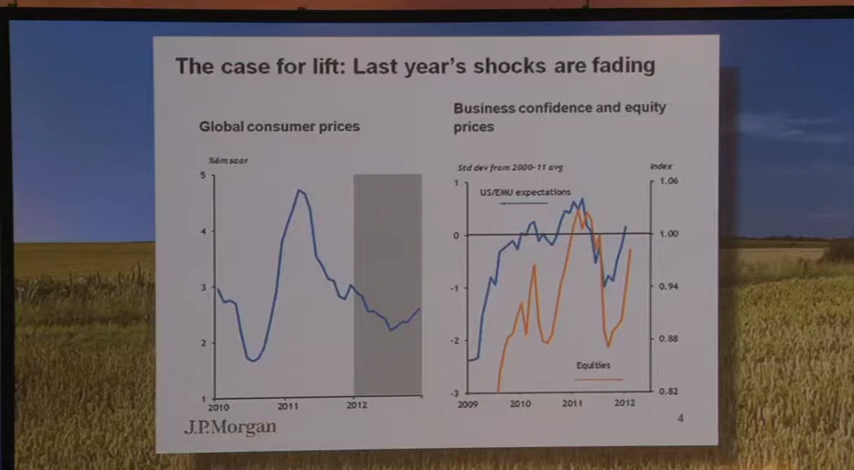 The case for lift: Last year's shocks are fading
Global consumer prices
%6m saar
5
4
3
2
1
2010 2011 2012
Business confidence and equity
prices
Std dev from 2000-11 avg
Index
US/EMU expectations
1
0
-1
-2
-3
1.06
1.00
0.94
0.88
0.82
Equities
2009 2010 2011 2012
J.P.Morgan
4